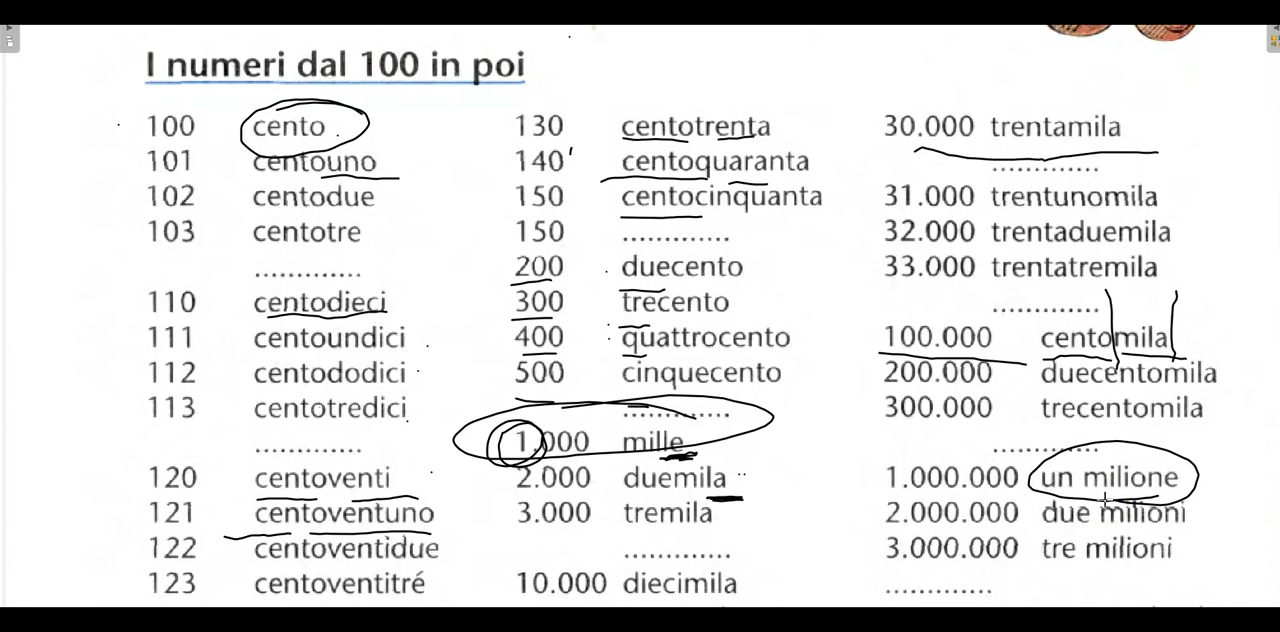 I numeri dal 100 in poi
100 cento
101 centouno
102 centodue
103 centotre
.............
110 centodieci
111 centoundici
112 centododici
113 centotredici
.............
120 centoventi
121 centoventuno
122 centoventidue
123 centoventitré
130 centotrenta
140 centoquaranta
150 centocinquanta
150 .............
200 duecento
300 trecento
400 quattrocento
500 cinquecento
.............
1.000 mille
2.000 duemila
3.000 tremila
.............
10.000 diecimila
30.000 trentamila
.............
31.000 trentunomila
32.000 trentaduemila
33.000 trentatremila
.............
100.000 centomila
200.000 duecentomila
300.000 trecentomila
.............
1.000.000 un milione
2.000.000 due milioni
3.000.000 tre milioni
.............